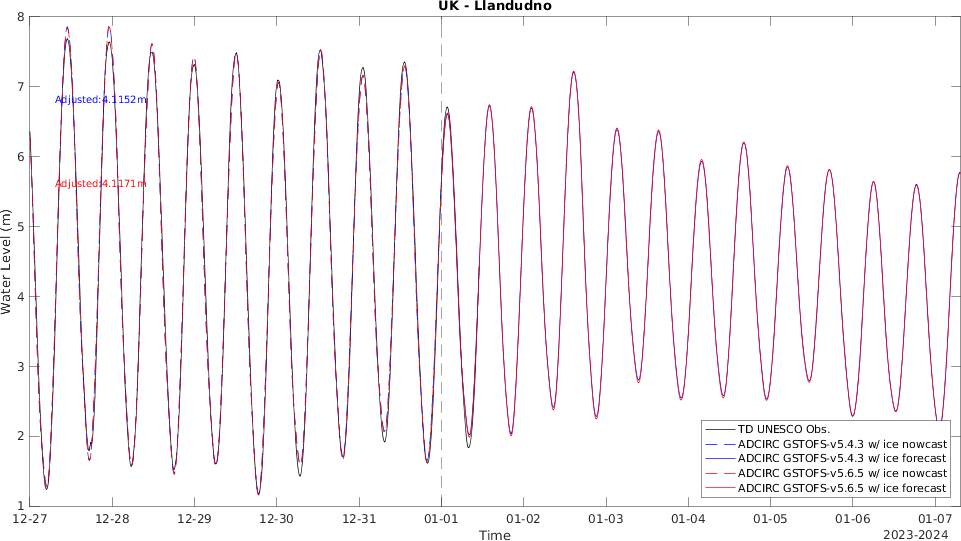 UK - Llandudno
8
7
6
5
4
3
2
1
Water Level (m)
Adjusted:4.1152m
Adjusted:4.1171m
TD UNESCO Obs.
ADCIRC GSTOFS-v5.4.3 w/ ice nowcast
ADCIRC GSTOFS-v5.4.3 w/ ice forecast
ADCIRC GSTOFS-v5.6.5 w/ ice nowcast
ADCIRC GSTOFS-v5.6.5 w/ ice forecast
12-27 12-28 12-29 12-30 12-31 01-01 01-02 01-03 01-04 01-05 01-06 01-07
Time
2023-2024